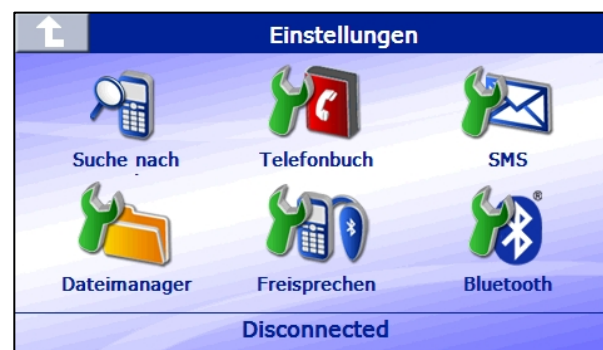 Einstellungen
Suche nach
Telefonbuch
SMS
Dateimanager
Freisprechen
®
Bluetooth
Disconnected